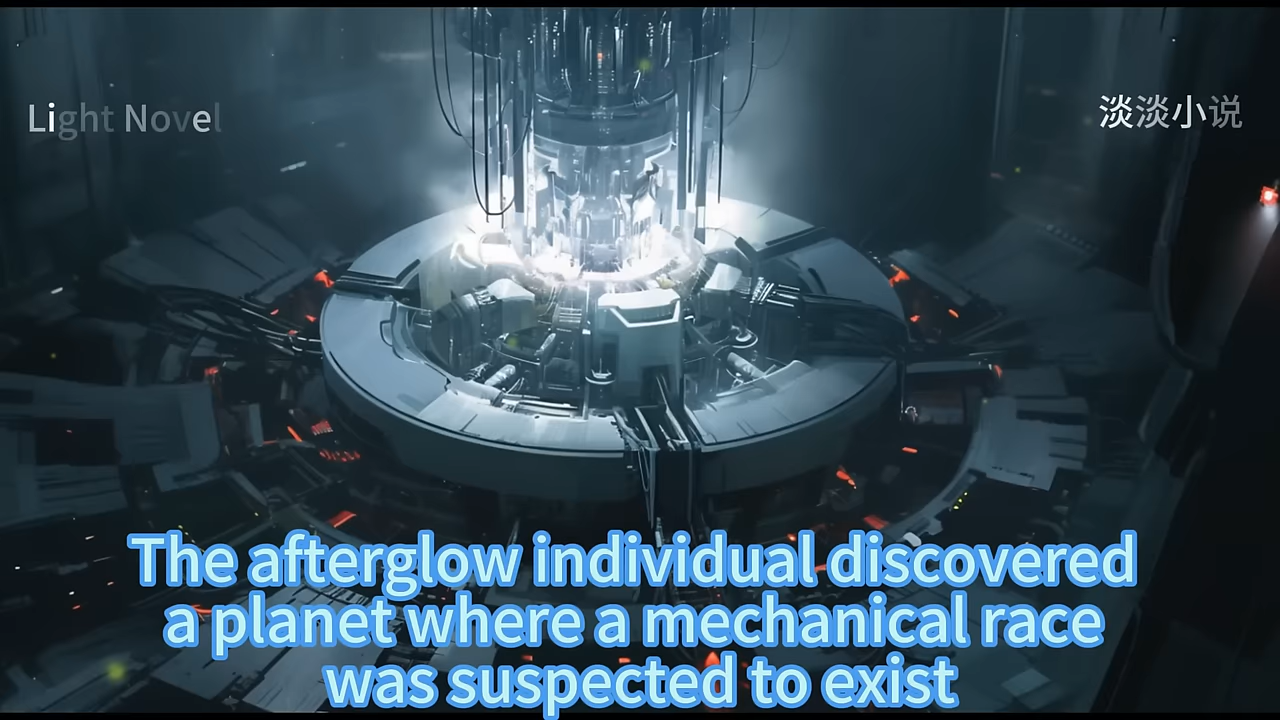 Light Novel
淡淡小说
The afterglow individual discovered
a planet where a mechanical race
was suspected to exist